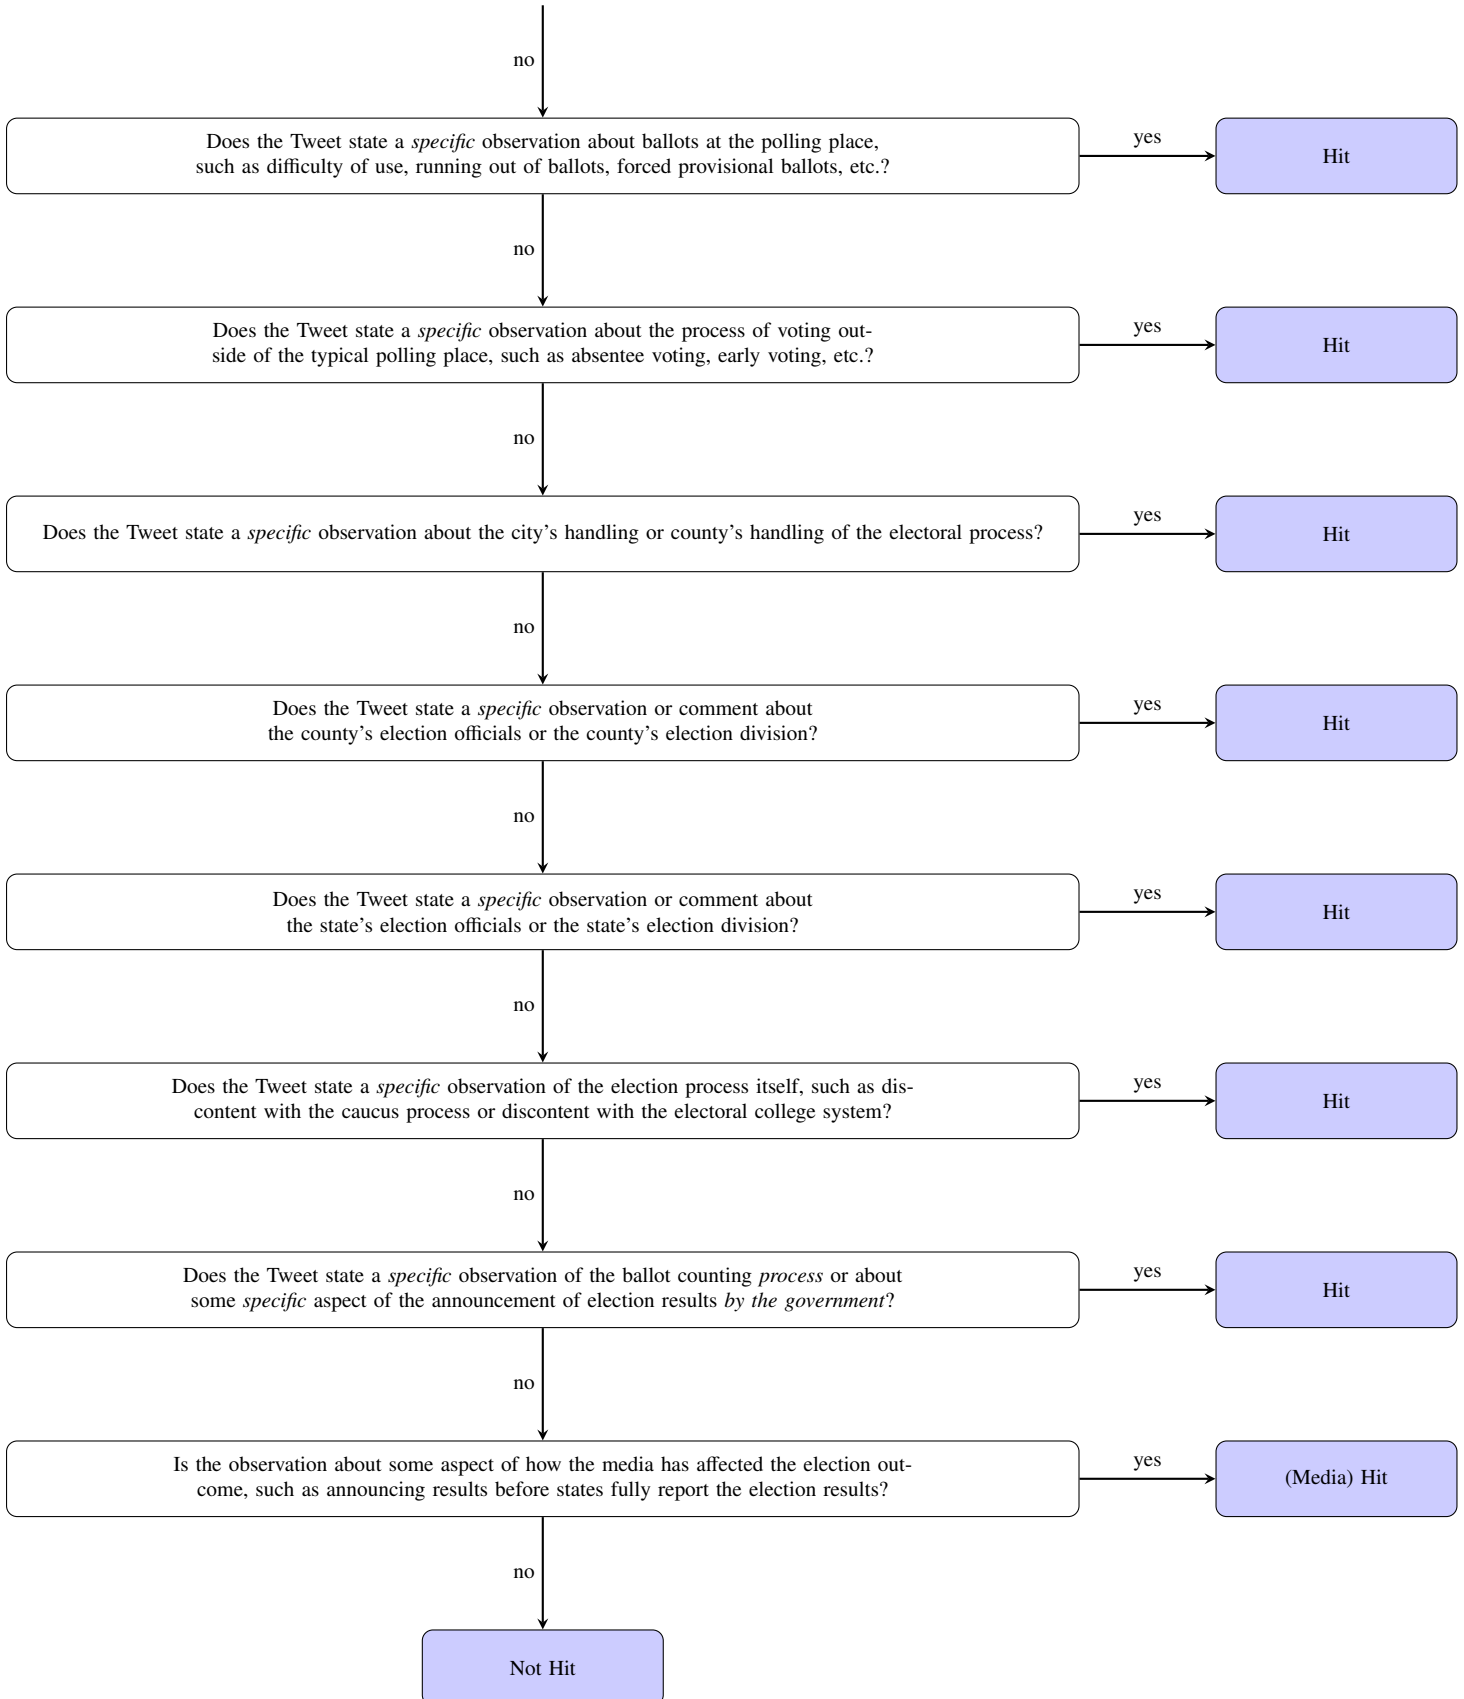 no
Does the Tweet state a specific observation about ballots at the polling place,
such as difficulty of use, running out of ballots, forced provisional ballots, etc.?
yes
Hit
no
Does the Tweet state a specific observation about the process of voting out-
side of the typical polling place, such as absentee voting, early voting, etc.?
yes
Hit
no
Does the Tweet state a specific observation about the city's handling or county's handling of the electoral process?
yes
Hit
no
Does the Tweet state a specific observation or comment about
the county's election officials or the county's election division?
yes
Hit
no
Does the Tweet state a specific observation or comment about
the state's election officials or the state's election division?
yes
Hit
no
Does the Tweet state a specific observation of the election process itself, such as dis-
content with the caucus process or discontent with the electoral college system?
yes
Hit
no
Does the Tweet state a specific observation of the ballot counting process or about
some specific aspect of the announcement of election results by the government?
yes
Hit
no
Is the observation about some aspect of how the media has affected the election out-
come, such as announcing results before states fully report the election results?
yes
(Media) Hit
no
Not Hit